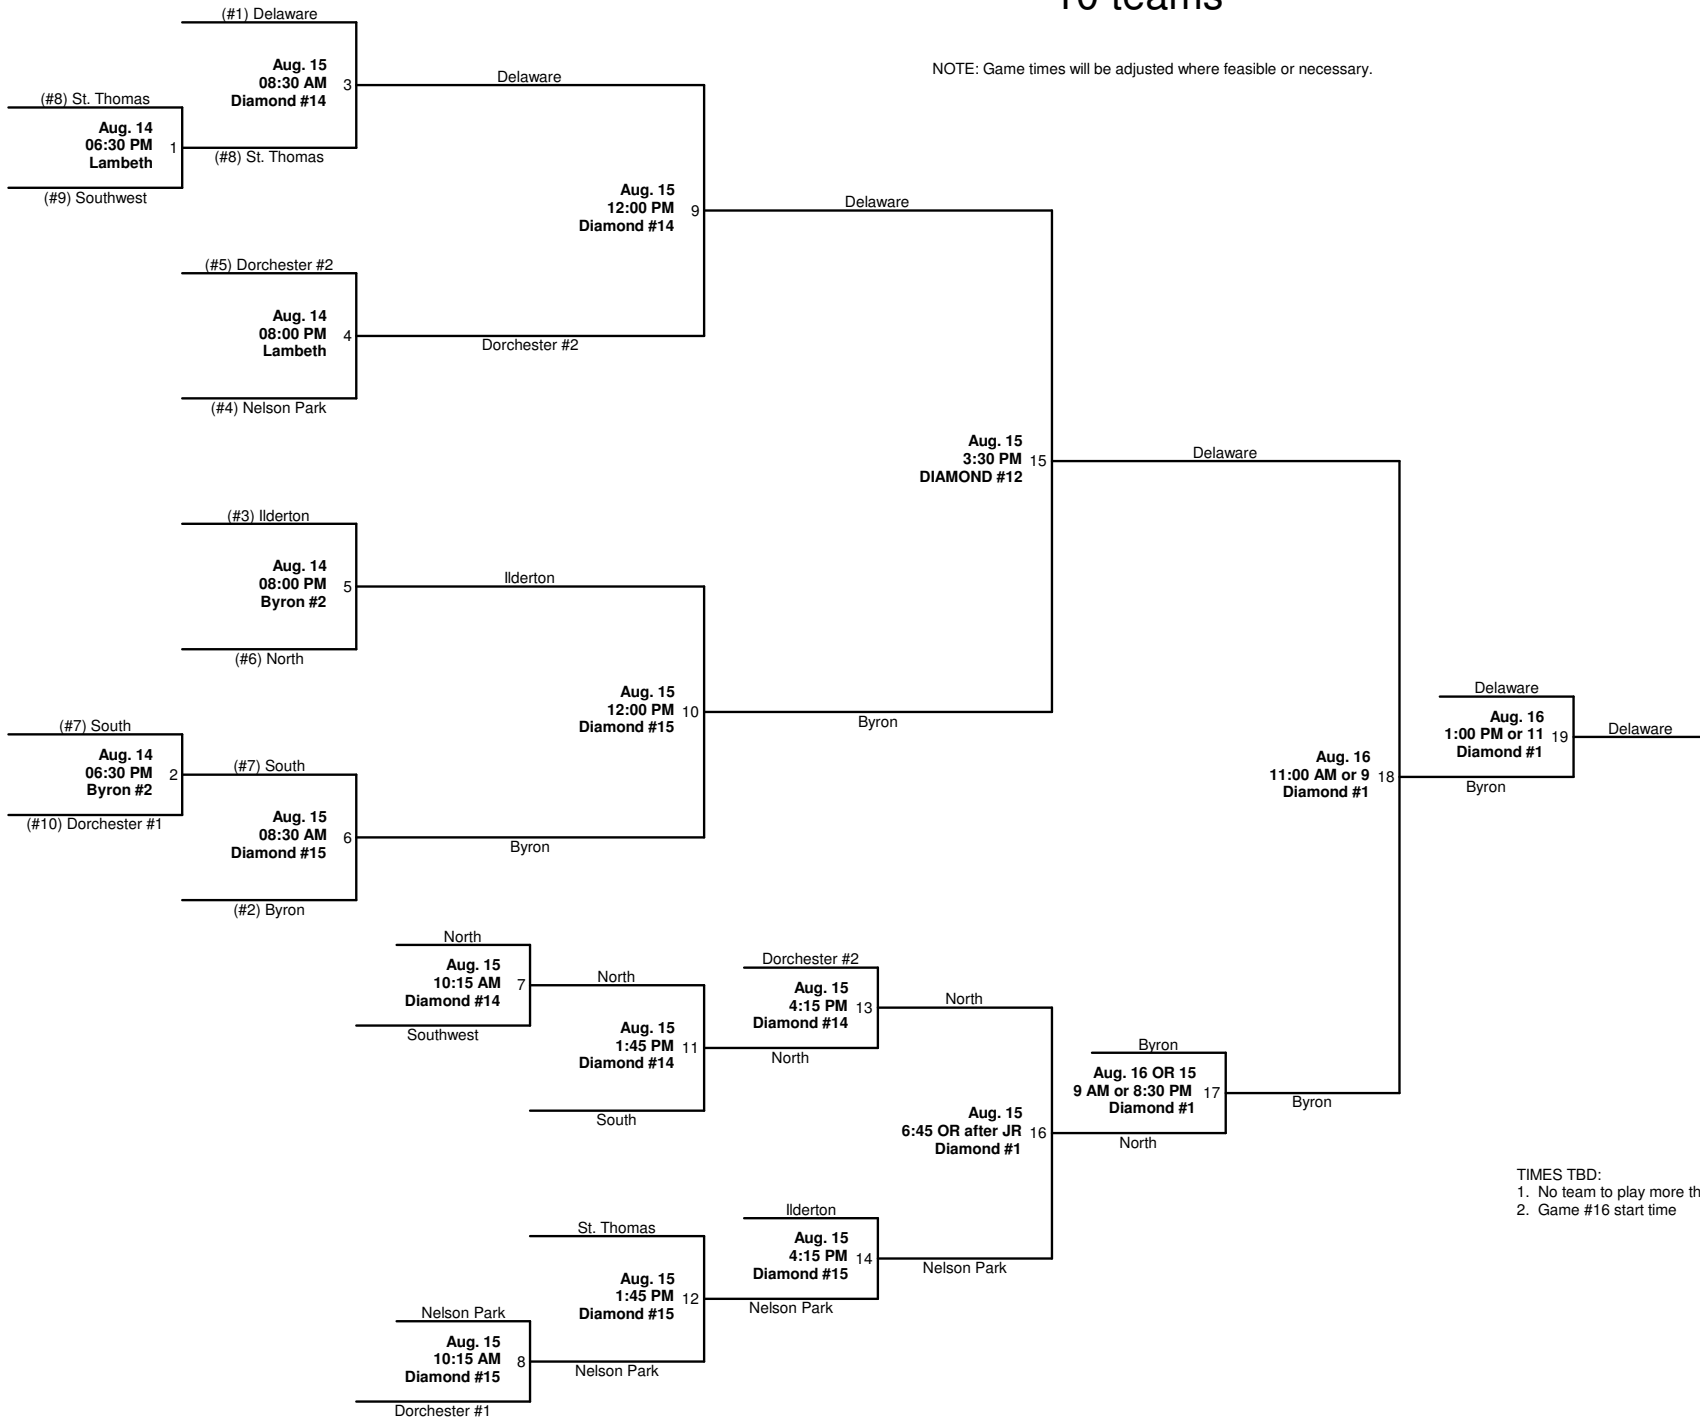 10 teams
NOTE: Game times will be adjusted where feasible or necessary.
(#1) Delaware
Aug. 15
08:30 AM
Diamond #14
3
Delaware
(#8) St. Thomas
Aug. 14
06:30 PM
Lambeth
1
(#8) St. Thomas
(#9) Southwest
Aug. 15
12:00 PM
Diamond #14
9
Delaware
(#5) Dorchester #2
Aug. 14
08:00 PM
Lambeth
4
Dorchester #2
(#4) Nelson Park
Aug. 15
3:30 PM
DIAMOND #12
15
Delaware
(#3) Ilderton
Aug. 14
08:00 PM
Byron #2
5
Ilderton
(#6) North
Aug. 15
12:00 PM
Diamond #15
10
Byron
(#7) South
Aug. 14
06:30 PM
Byron #2
2
(#7) South
(#10) Dorchester #1
Aug. 15
08:30 AM
Diamond #15
6
Byron
(#2) Byron
Aug. 16
11:00 AM or 9
Diamond #1
18
Delaware
Aug. 16
1:00 PM or 11
Diamond #1
19
Delaware
Byron
North
Aug. 15
10:15 AM
Diamond #14
7
North
Southwest
Aug. 15
1:45 PM
Diamond #14
11
South
Dorchester #2
Aug. 15
4:15 PM
Diamond #14
13
North
North
Aug. 15
6:45 OR after JR
Diamond #1
16
Byron
Aug. 16 OR 15
9 AM or 8:30 PM
Diamond #1
17
Byron
North
TIMES TBD:
1. No team to play more
2. Game #16 start time
Ilderton
Aug. 15
4:15 PM
Diamond #15
14
Nelson Park
Nelson Park
St. Thomas
Aug. 15
1:45 PM
Diamond #15
12
Nelson Park
Aug. 15
10:15 AM
Diamond #15
8
Nelson Park
Dorchester #1